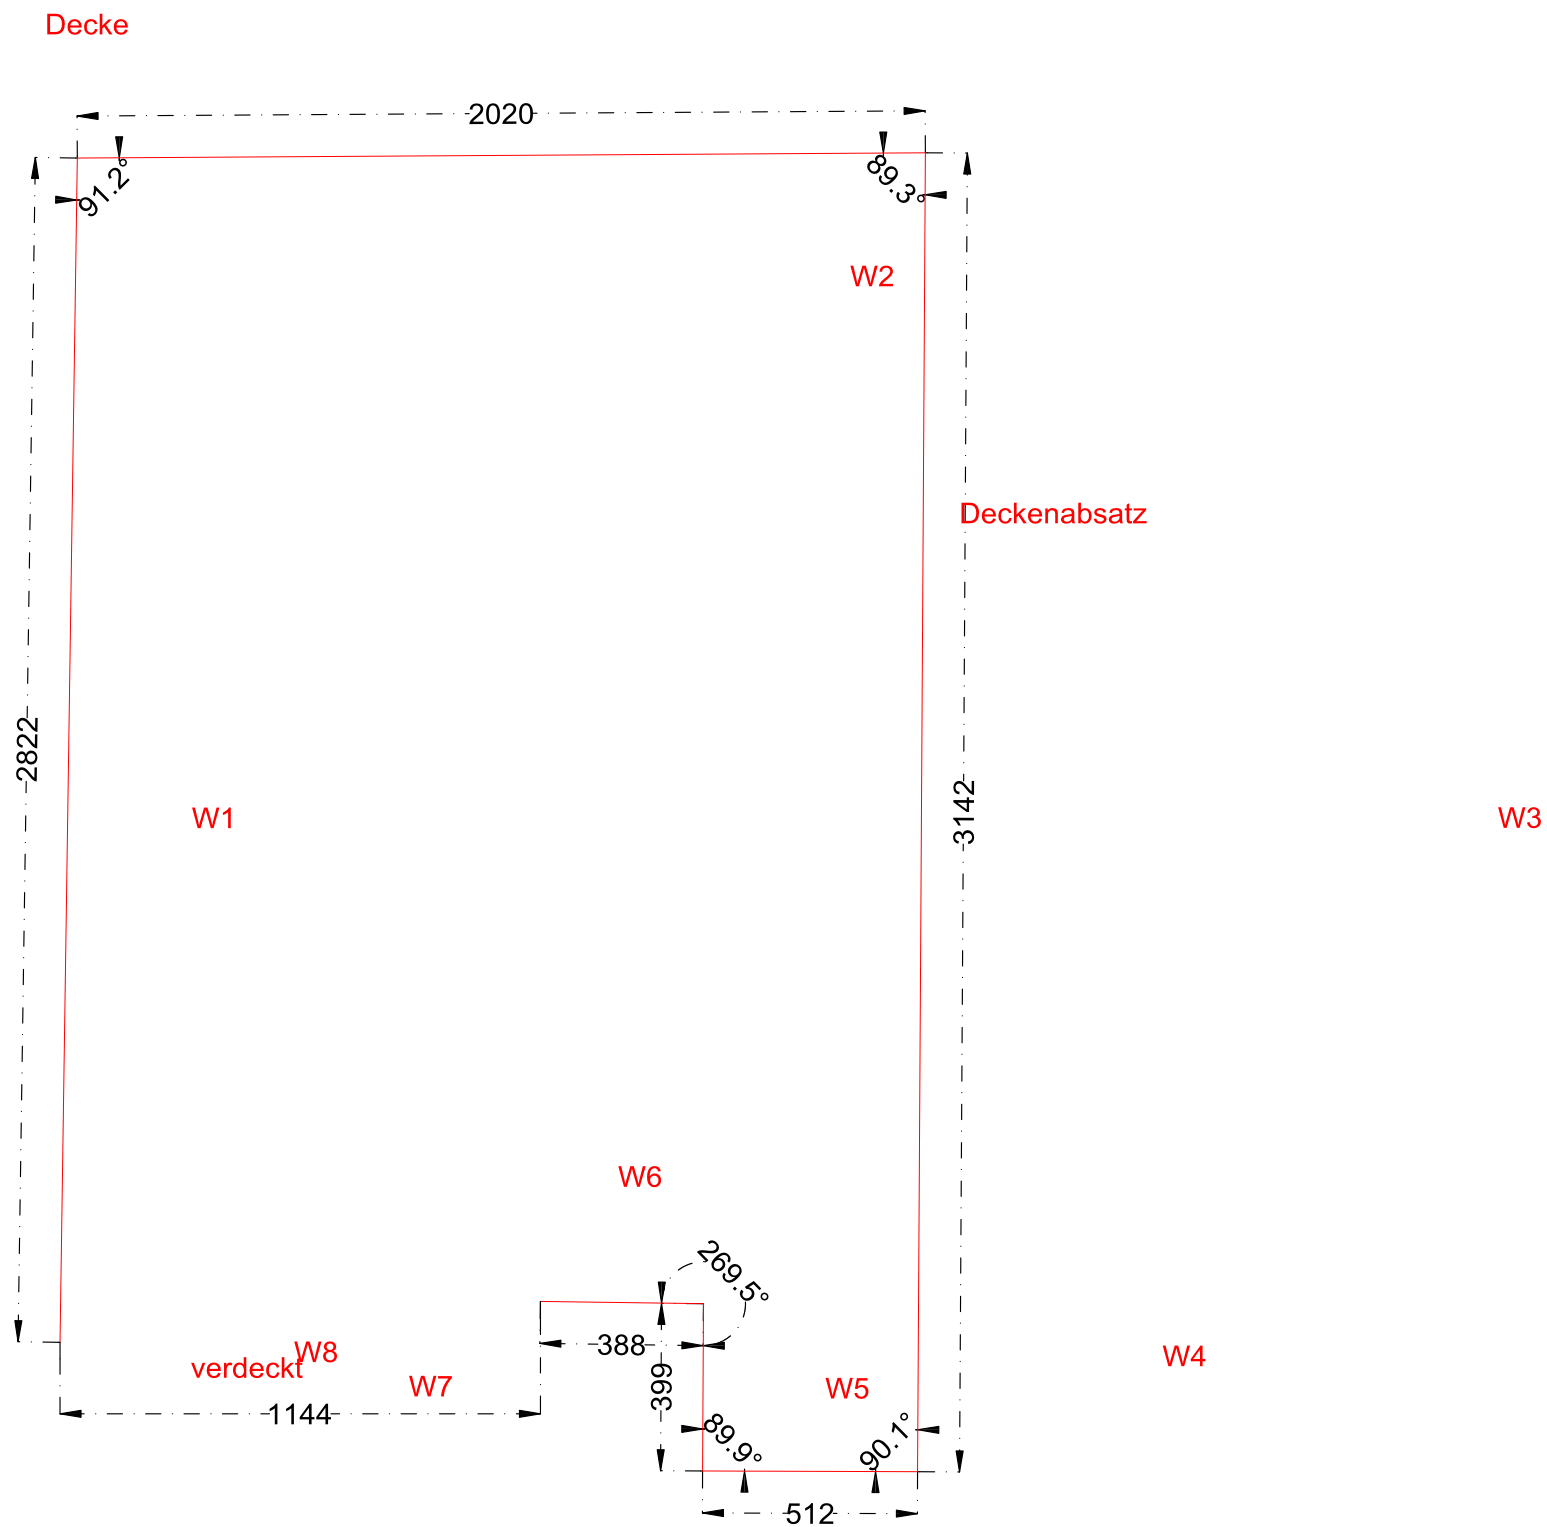 Decke
2020
91.2°
89.3°
W2
Deckenabsatz
2822
3142
W1
W3
W6
269.5°
388
399
W8
verdeckt
W7
W5
W4
1144
89.9°
90.1°
512